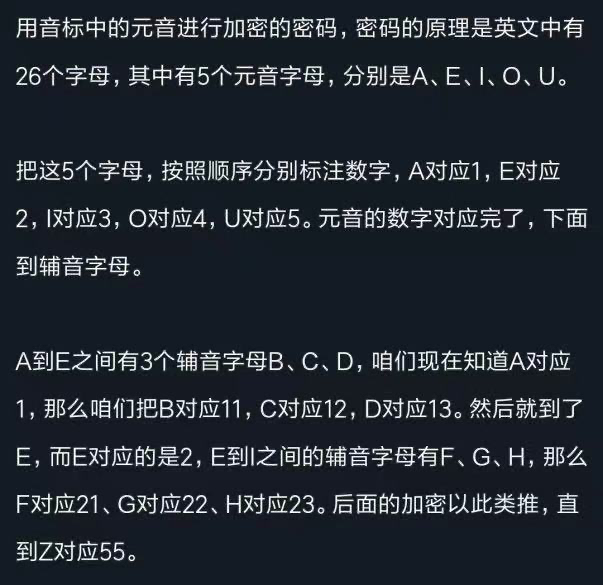 用音标中的元音进行加密的密码，密码的原理是英文中有
26个字母，其中有5个元音字母，分别是A、E、I、O、U。
把这5个字母，按照顺序分别标注数字，A对应1，E对应
2，I对应3，O对应4，U对应5。元音的数字对应完了，下面
到辅音字母。
A到E之间有3个辅音字母B、C、D，咱们现在知道A对应
1，那么咱们把B对应11，C对应12，D对应13。然后就到了
E，而E对应的是2，E到I之间的辅音字母有F、G、H，那么
F对应21、G对应22、H对应23。后面的加密以此类推，直
到Z对应55。